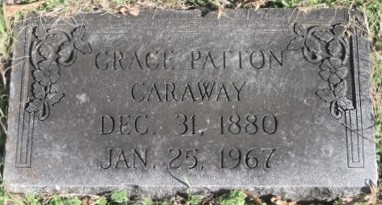 GRACE PATTON
CARAWAY
DEC. 31, 1880
JAN. 25, 1967